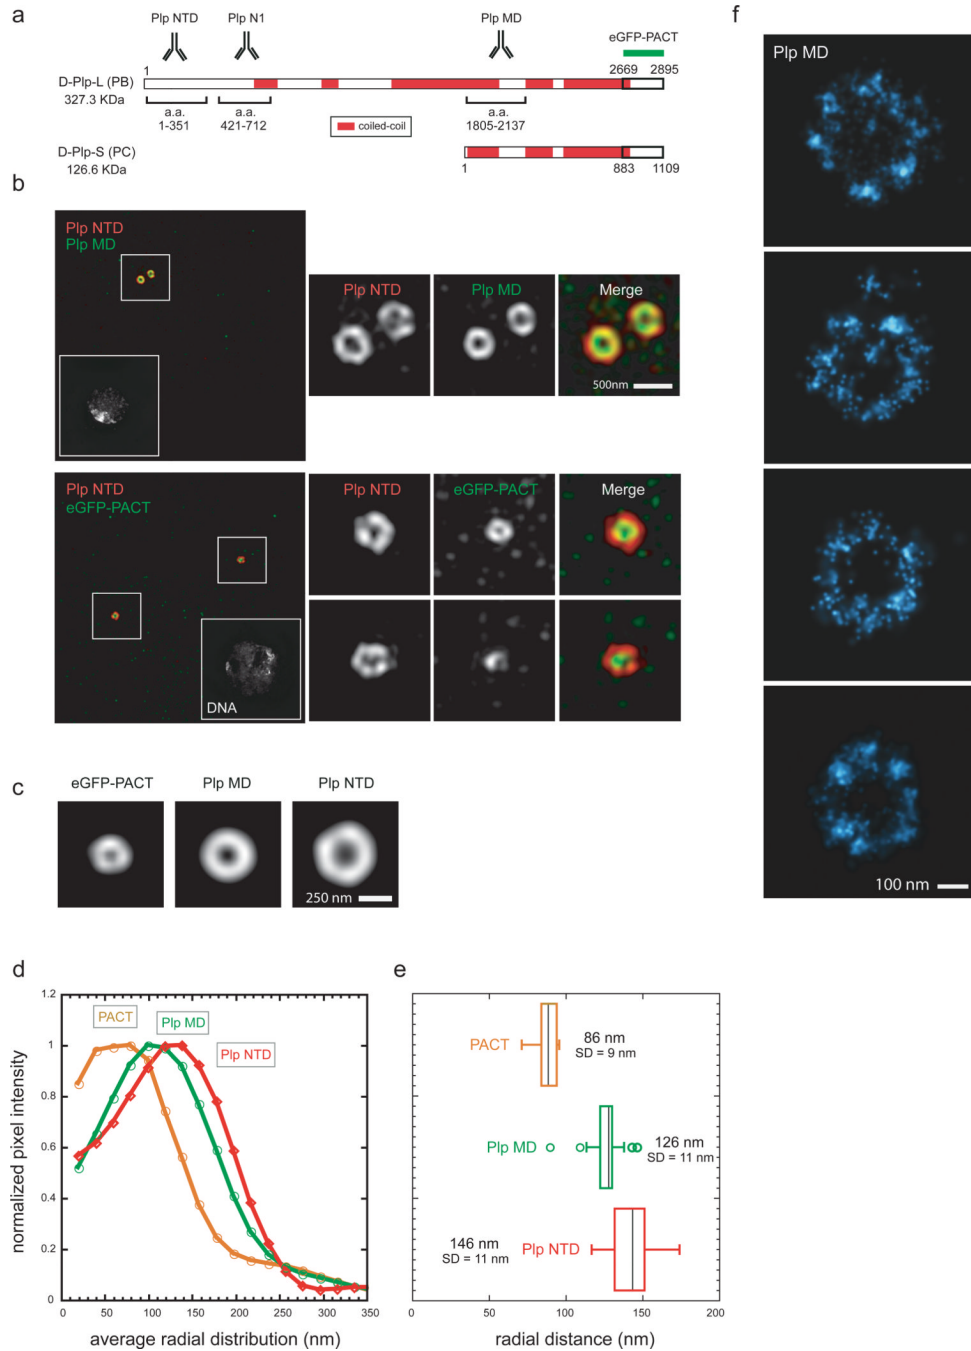 a
Plp NTD
Plp N1
Plp MD
eGFP-PACT
1
2669
2895
D-Plp-L (PB)
327.3 KDa
a.a.
1-351
a.a.
421-712
a.a.
1805-2137
coiled-coil
D-Plp-S (PC)
126.6 KDa
1
883
1109
b
Plp NTD
Plp MD
Plp NTD
Plp MD
Merge
500nm
Plp NTD
eGFP-PACT
DNA
Plp NTD
eGFP-PACT
Merge
c
eGFP-PACT
Plp MD
Plp NTD
250 nm
d
normalized pixel intensity
1.2
1
0.8
0.6
0.4
0.2
0
PACT
Plp MD
Plp NTD
0 50 100 150 200 250 300 350
average radial distribution (nm)
e
PACT
86 nm
SD = 9 nm
Plp MD
126 nm
SD = 11 nm
146 nm
SD = 11 nm
Plp NTD
0 50 100 150 200
radial distance (nm)
f
Plp MD
100 nm